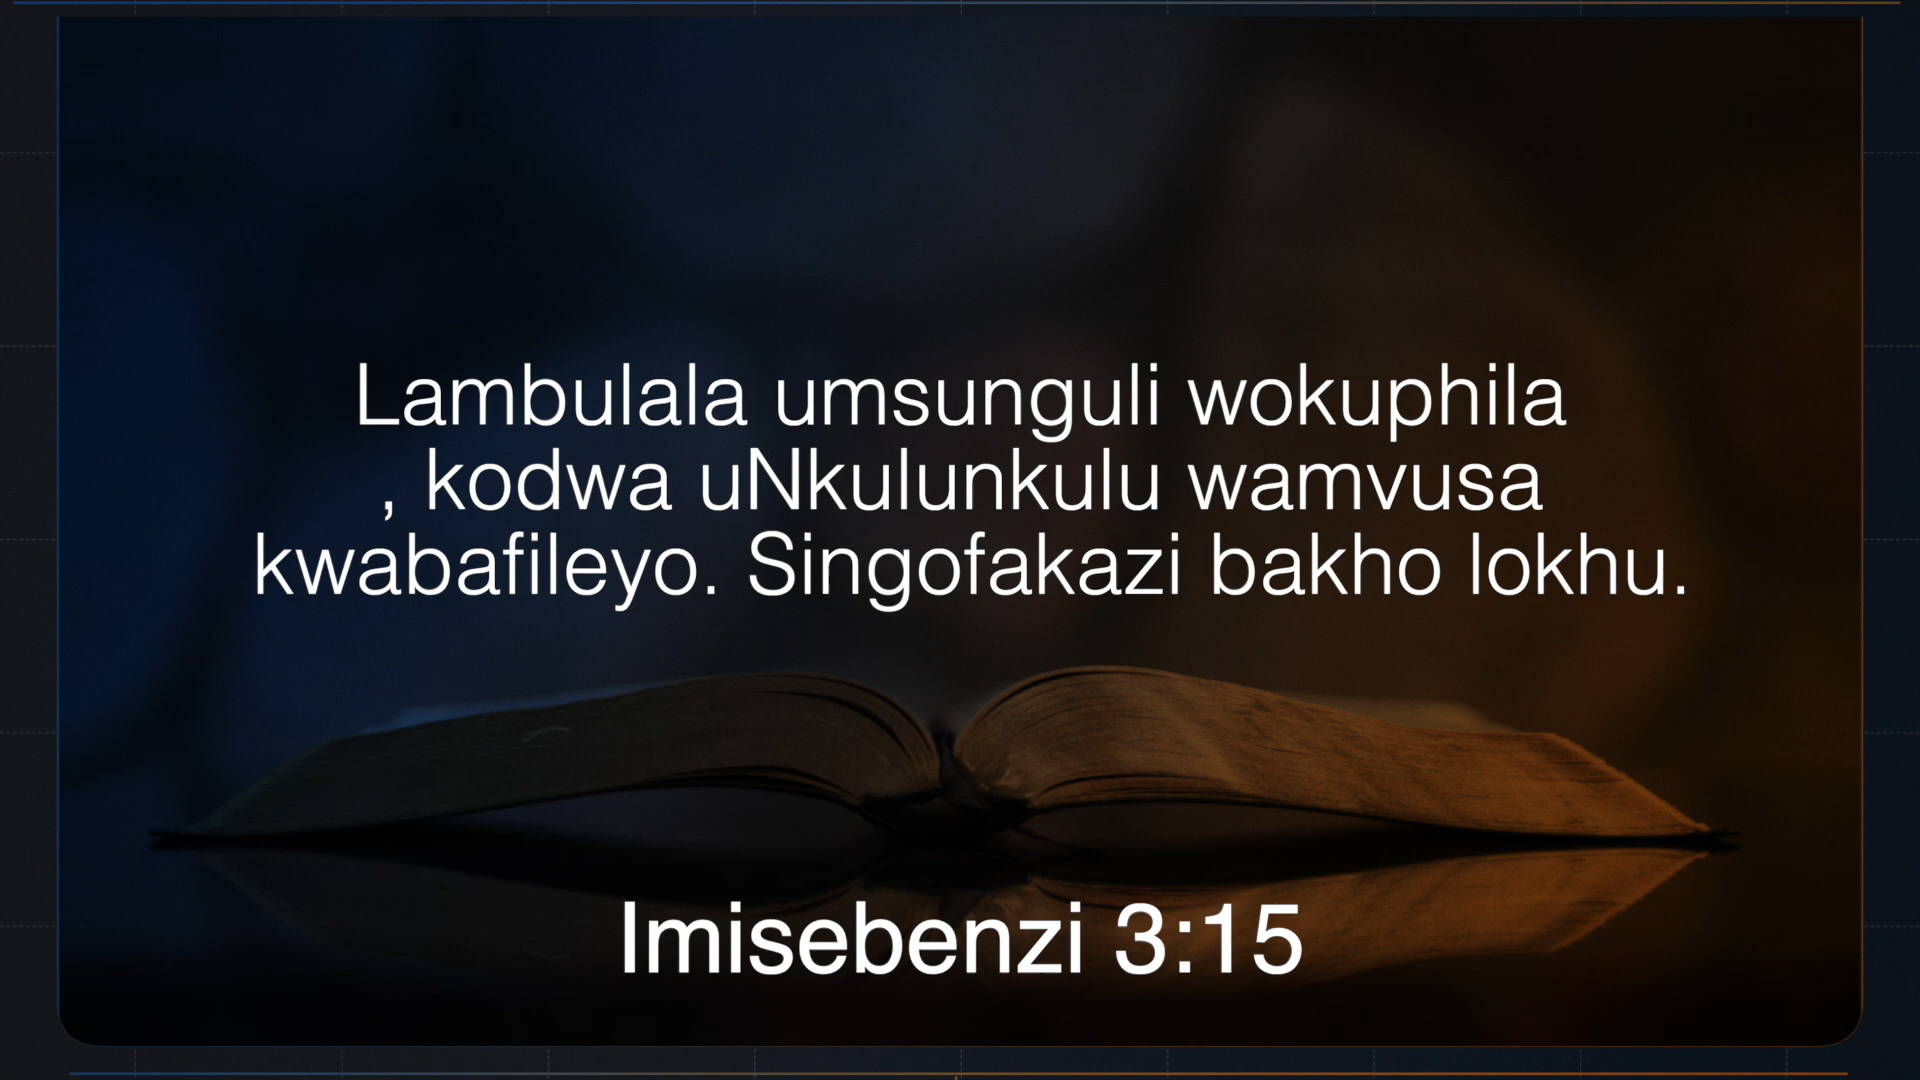 Lambulala umsunguli wokuphila
, kodwa uNkulunkulu wamvusa
kwabafileyo. Singofakazi bakho lokhu.
Imisebenzi 3:15